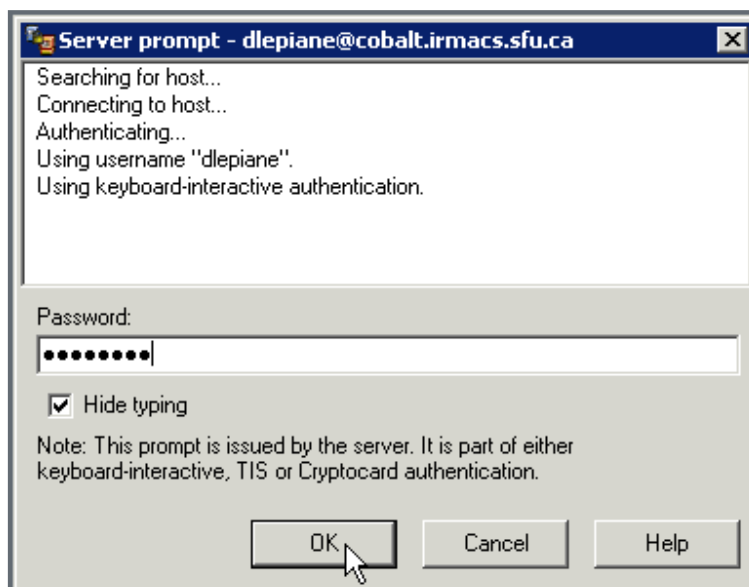 Server prompt - dlepiane@cobalt.irmacs.sfu.ca
Searching for host...
Connecting to host...
Authenticating...
Using username "dlepiane".
Using keyboard-interactive authentication.
Password:
●●●●●●●●
Hide typing
Note: This prompt is issued by the server. It is part of either
keyboard-interactive, TIS or Cryptocard authentication.
OK Cancel Help